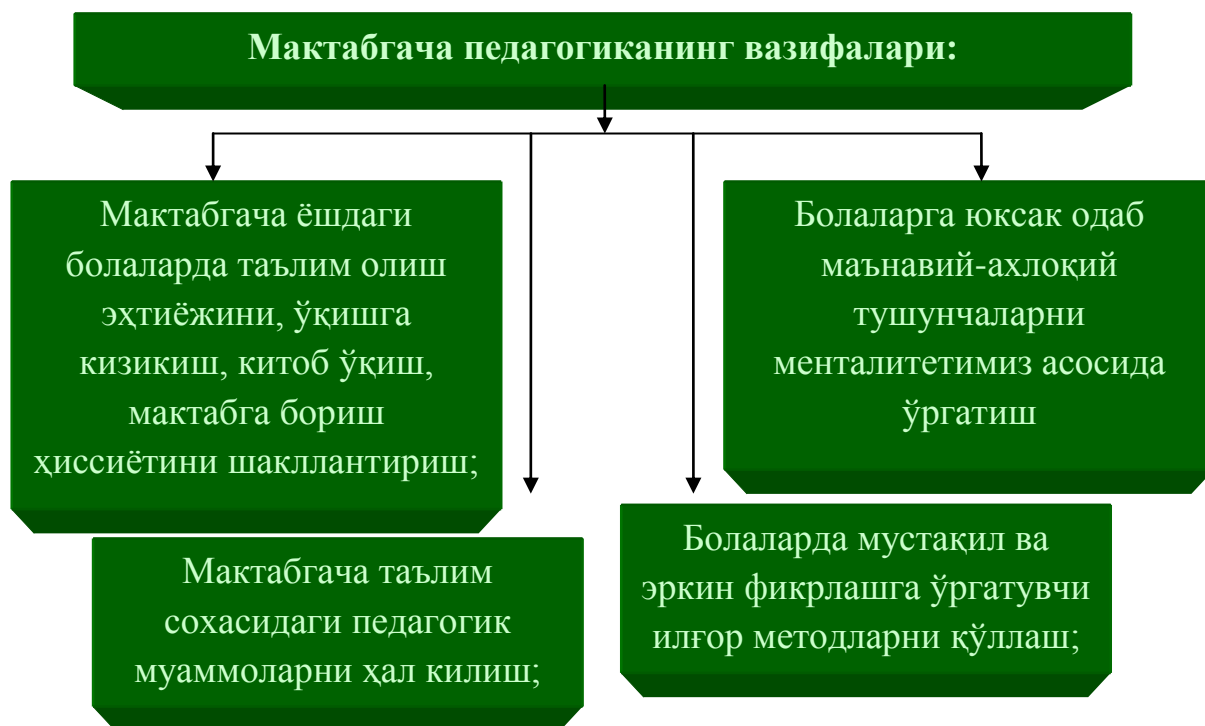 Мактабгача педагогиканинг вазифалари:
Мактабгача ёшдаги
болаларда таълим олиш
эҳтиёжини, ўқишга
кизикиш, китоб ўқиш,
мактабга бориш
ҳиссиётини шакллантириш;
Мактабгача таълим
сохасидаги педагогик
муаммоларни ҳал килиш;
Болаларда мустақил ва
эркин фикрлашга ўргатувчи
илғор методларни қўллаш;
Болаларга юксак одаб
маънавий-ахлоқий
тушунчаларни
менталитетимиз асосида
ўргатиш